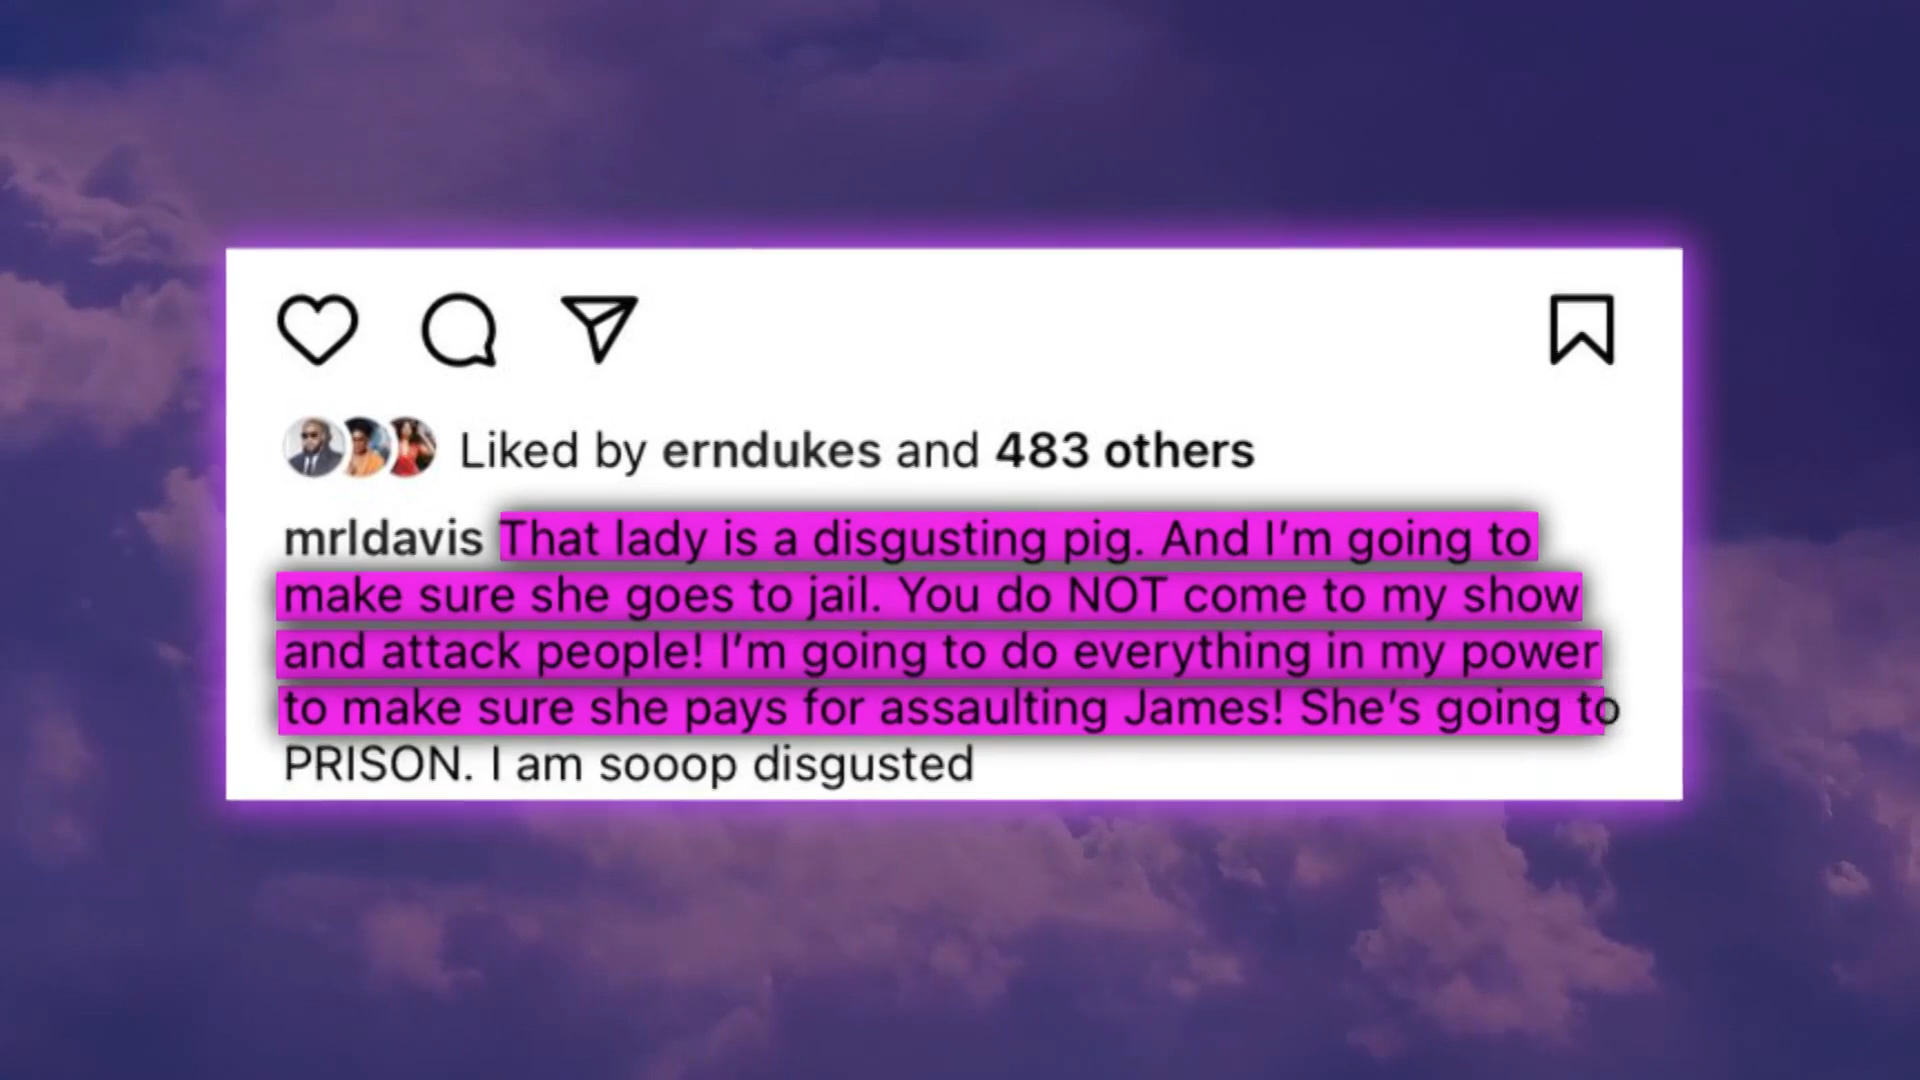 Liked by erndukes and 483 others
mrldavis That lady is a disgusting pig. And I’m going to
make sure she goes to jail. You do NOT come to my show
and attack people! I’m going to do everything in my power
to make sure she pays for assaulting James! She’s going to
PRISON. I am sooop disgusted